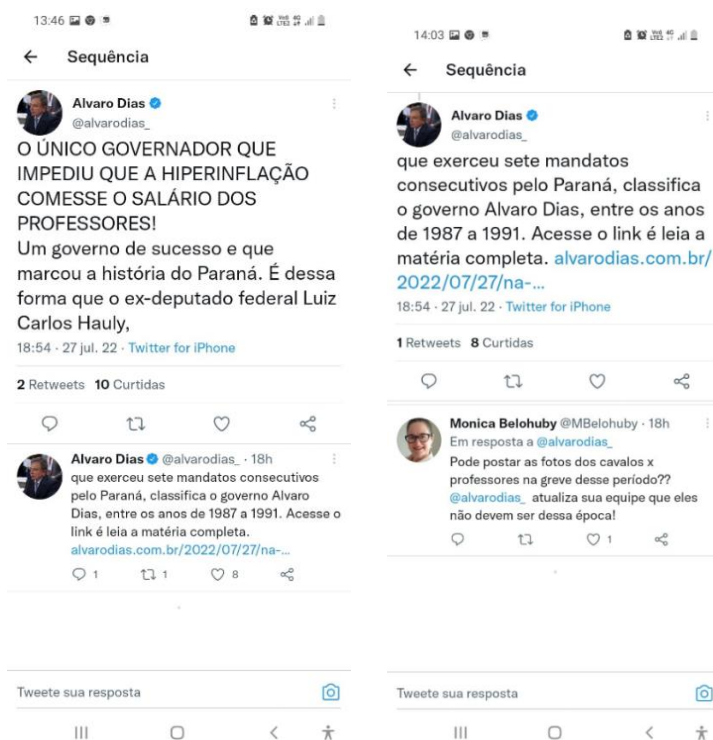 13:46
Sequência
Alvaro Dias
@alvarodias_
O ÚNICO GOVERNADOR QUE
IMPEDIU QUE A HIPERINFLAÇÃO
COMESSE O SALÁRIO DOS
PROFESSORES!
Um governo de sucesso e que
marcou a história do Paraná. É dessa
forma que o ex-deputado federal Luiz
Carlos Hauly,
18:54 · 27 jul. 22 · Twitter for iPhone
2 Retweets 10 Curtidas
Alvaro Dias @alvarodias_ · 18h
que exerceu sete mandatos consecutivos
pelo Paraná, classifica o governo Alvaro
Dias, entre os anos de 1987 a 1991. Acesse o
link é leia a matéria completa.
alvarodias.com.br/2022/07/27/na-...
1 1 8
Tweete sua resposta
14:03
Sequência
Alvaro Dias
@alvarodias_
que exerceu sete mandatos
consecutivos pelo Paraná, classifica
o governo Alvaro Dias, entre os anos
de 1987 a 1991. Acesse o link é leia a
matéria completa. alvarodias.com.br/
2022/07/27/na-...
18:54 · 27 jul. 22 · Twitter for iPhone
1 Retweets 8 Curtidas
Monica Belohuby @MBelohuby · 18h
Em resposta a @alvarodias_
Pode postar as fotos dos cavalos x
professores na greve desse período??
@alvarodias_ atualiza sua equipe que eles
não devem ser dessa época!
1
Tweete sua resposta